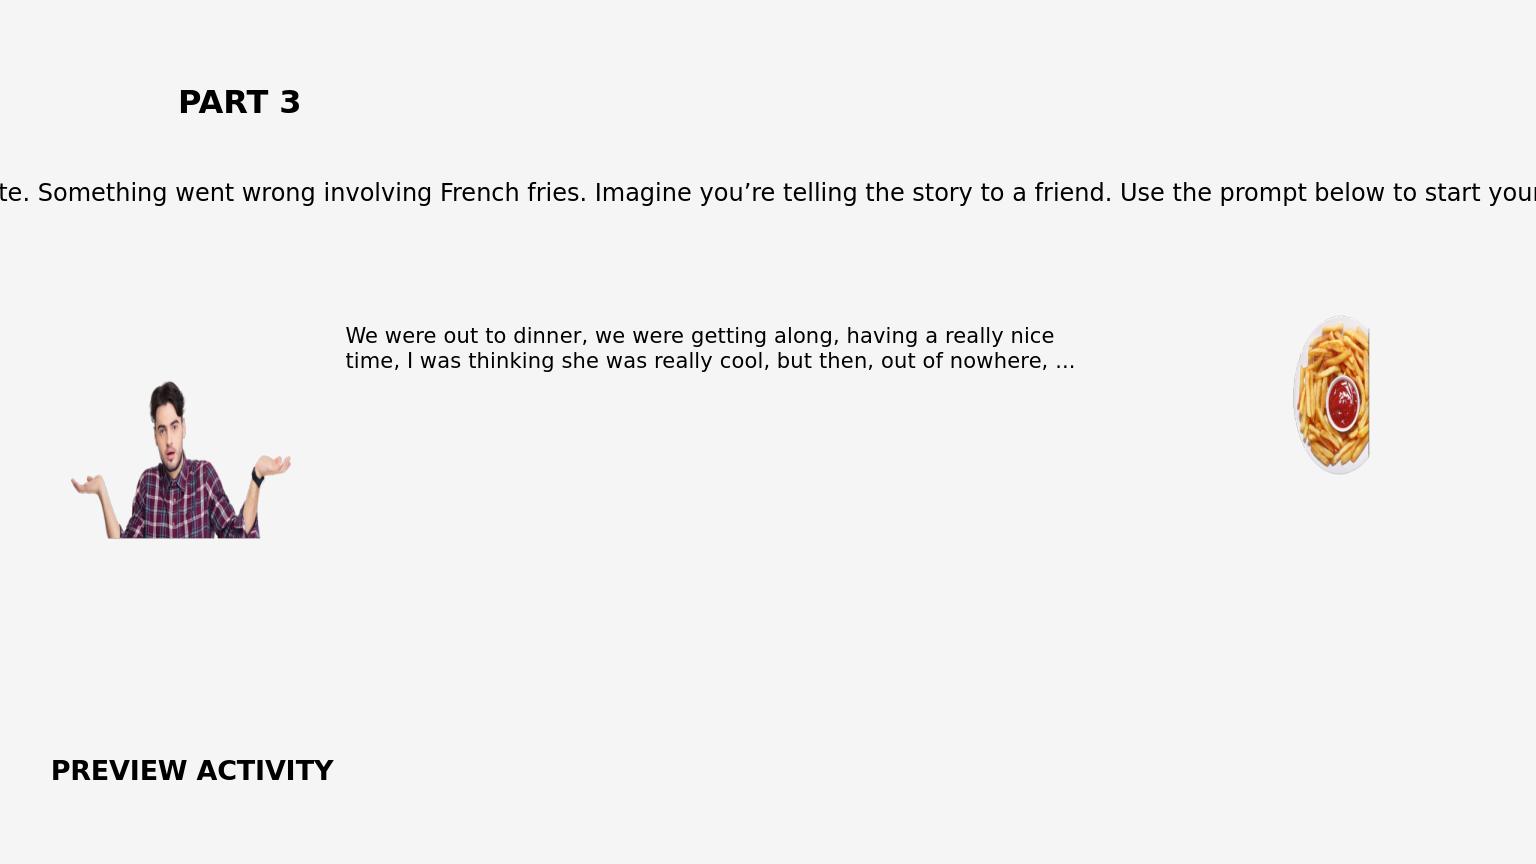 PART 3
te. Something went wrong involving French fries. Imagine you’re telling the story to a friend. Use the prompt below to start your
We were out to dinner, we were getting along, having a really nice
time, I was thinking she was really cool, but then, out of nowhere, ...
PREVIEW ACTIVITY